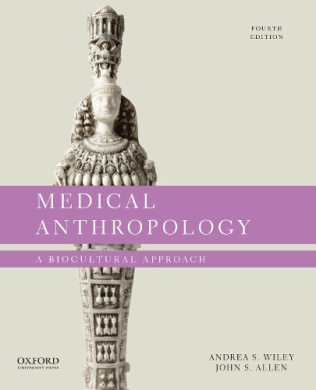 FOURTH
EDITION
MEDICAL
ANTHROPOLOGY
A BIOCULTURAL APPROACH
ANDREA S. WILEY
JOHN S. ALLEN
OXFORD
UNIVERSITY PRESS